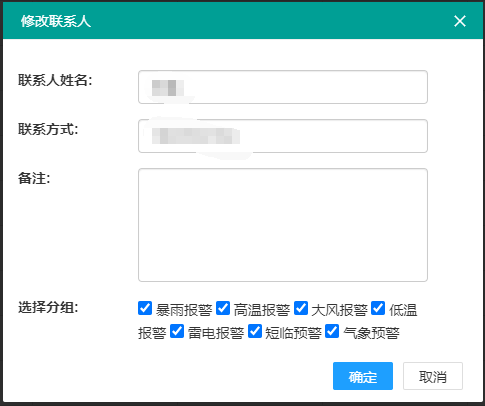 修改联系人
联系人姓名：
联系方式：
备注：
选择分组：
暴雨报警 高温报警 大风报警 低温
报警 雷电报警 短临预警 气象预警
确定 取消